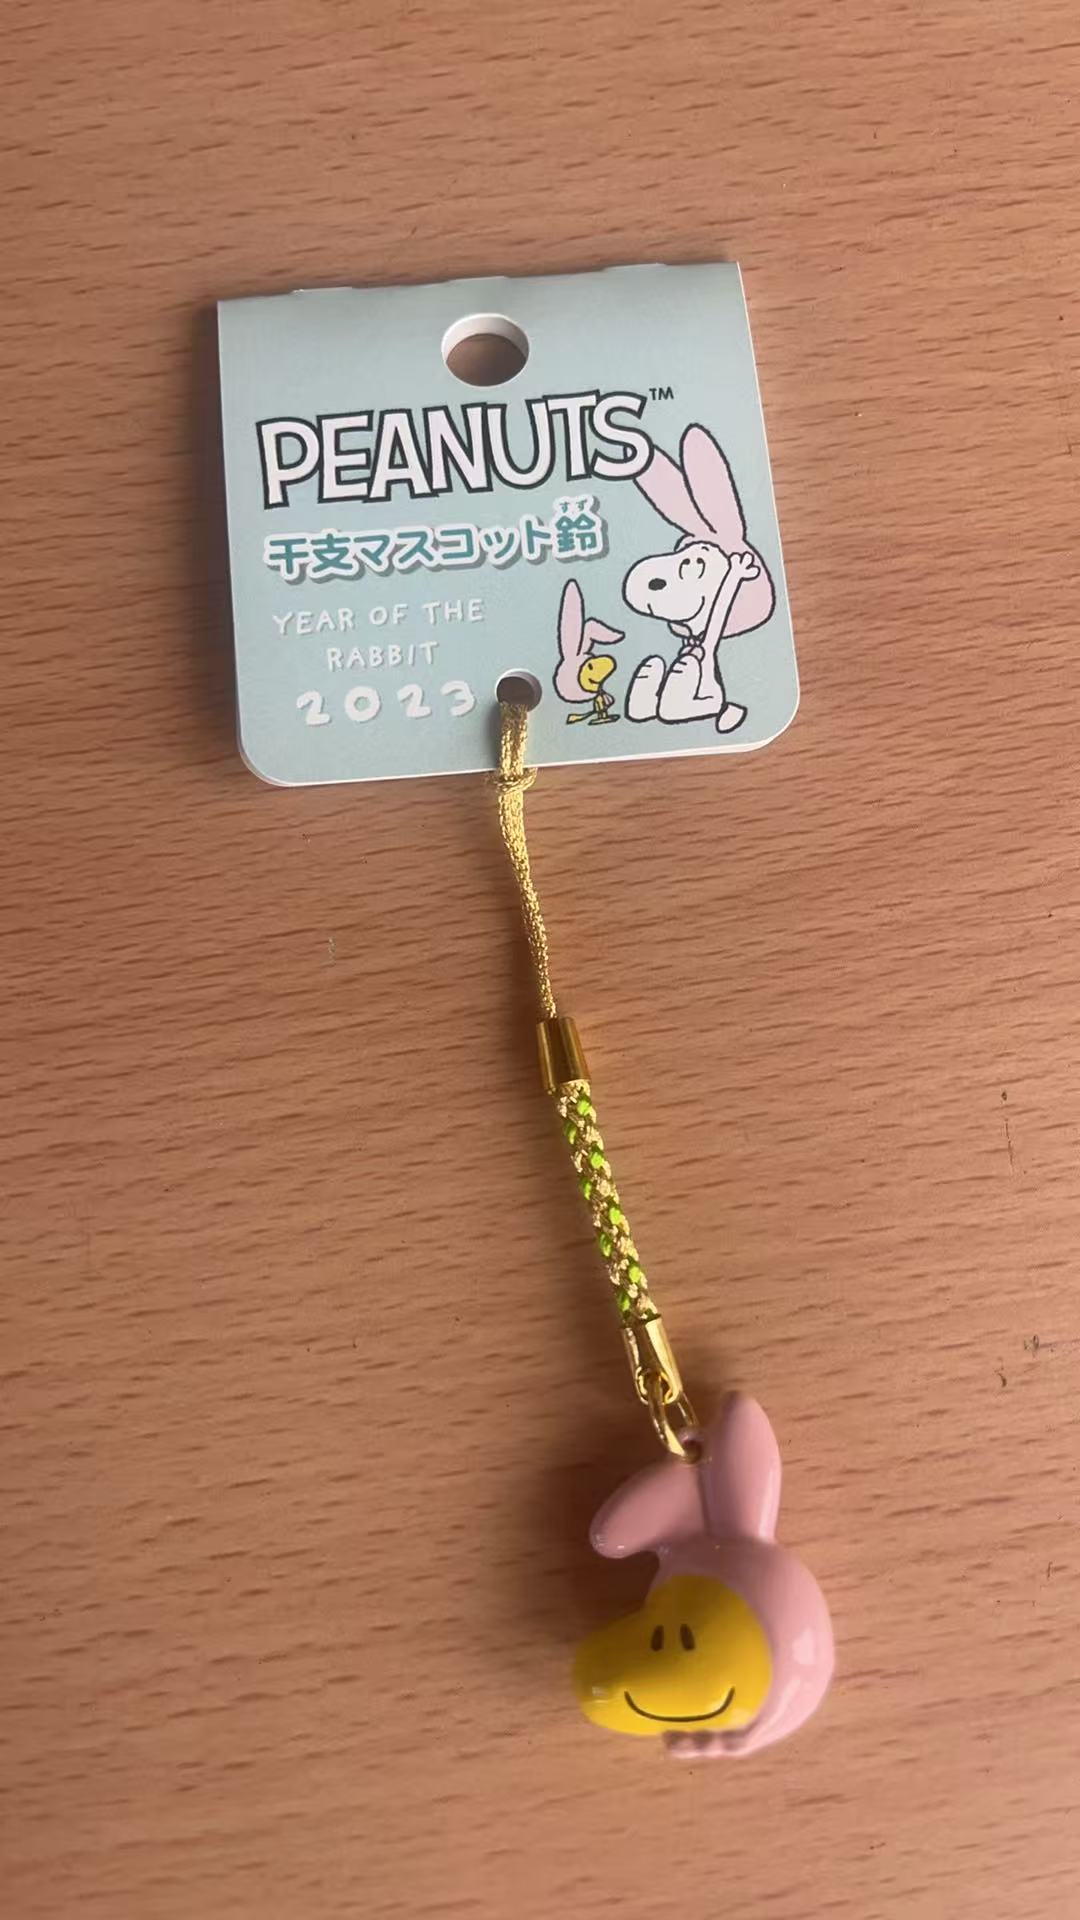 PEANUTS™
すず
干支マスコット鈴
YEAR OF THE
RABBIT
2023